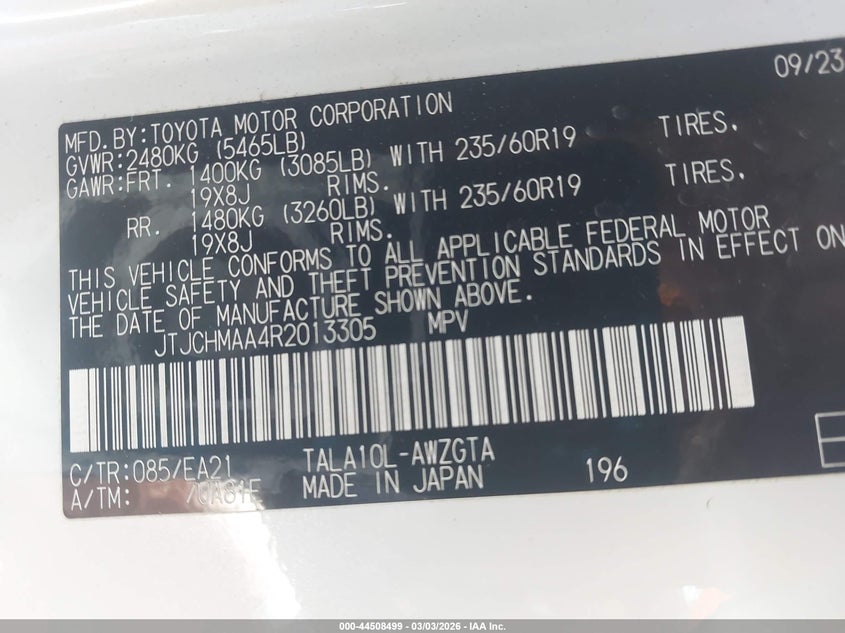 09/23
MFD.BY:TOYOTA MOTOR CORPORATION
GVWR:2480KG (5465LB)
GAWR:FRT. 1400KG (3085LB) WITH 235/60R19 TIRES.
19X8J RIMS.
RR. 1480KG (3260LB) WITH 235/60R19 TIRES.
19X8J RIMS.
THIS VEHICLE CONFORMS TO ALL APPLICABLE FEDERAL MOTOR
VEHICLE SAFETY AND THEFT PREVENTION STANDARDS IN EFFECT ON
THE DATE OF MANUFACTURE SHOWN ABOVE.
JTJCHMAA4R2013305 MPV
C/TR:085/EA21 TALA10L-AWZGTA
A/TM: MADE IN JAPAN 196
000-44508499 - 03/03/2026 - IAA Inc.